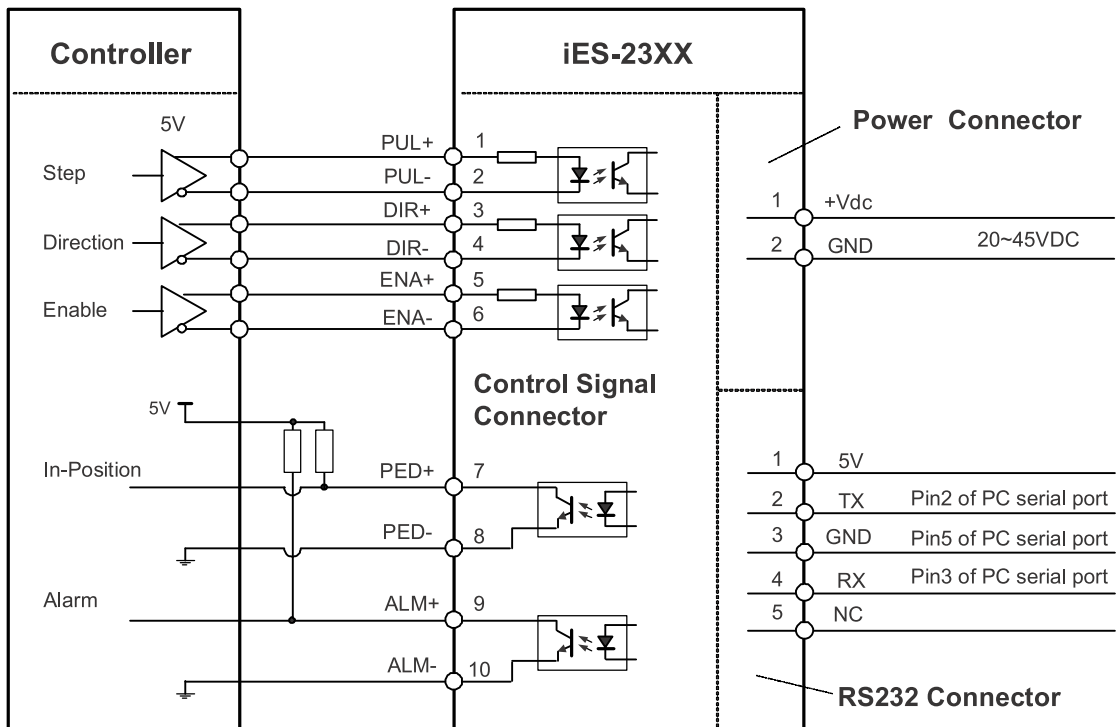 Controller
iES-23XX
5V
Step
PUL+ 1
PUL- 2
Direction
DIR+ 3
DIR- 4
Enable
ENA+ 5
ENA- 6
Power Connector
1 +Vdc
2 GND
20~45VDC
Control Signal
Connector
5V
In-Position
PED+ 7
PED- 8
Alarm
ALM+ 9
ALM- 10
1 5V
2 TX Pin2 of PC serial port
3 GND Pin5 of PC serial port
4 RX Pin3 of PC serial port
5 NC
RS232 Connector